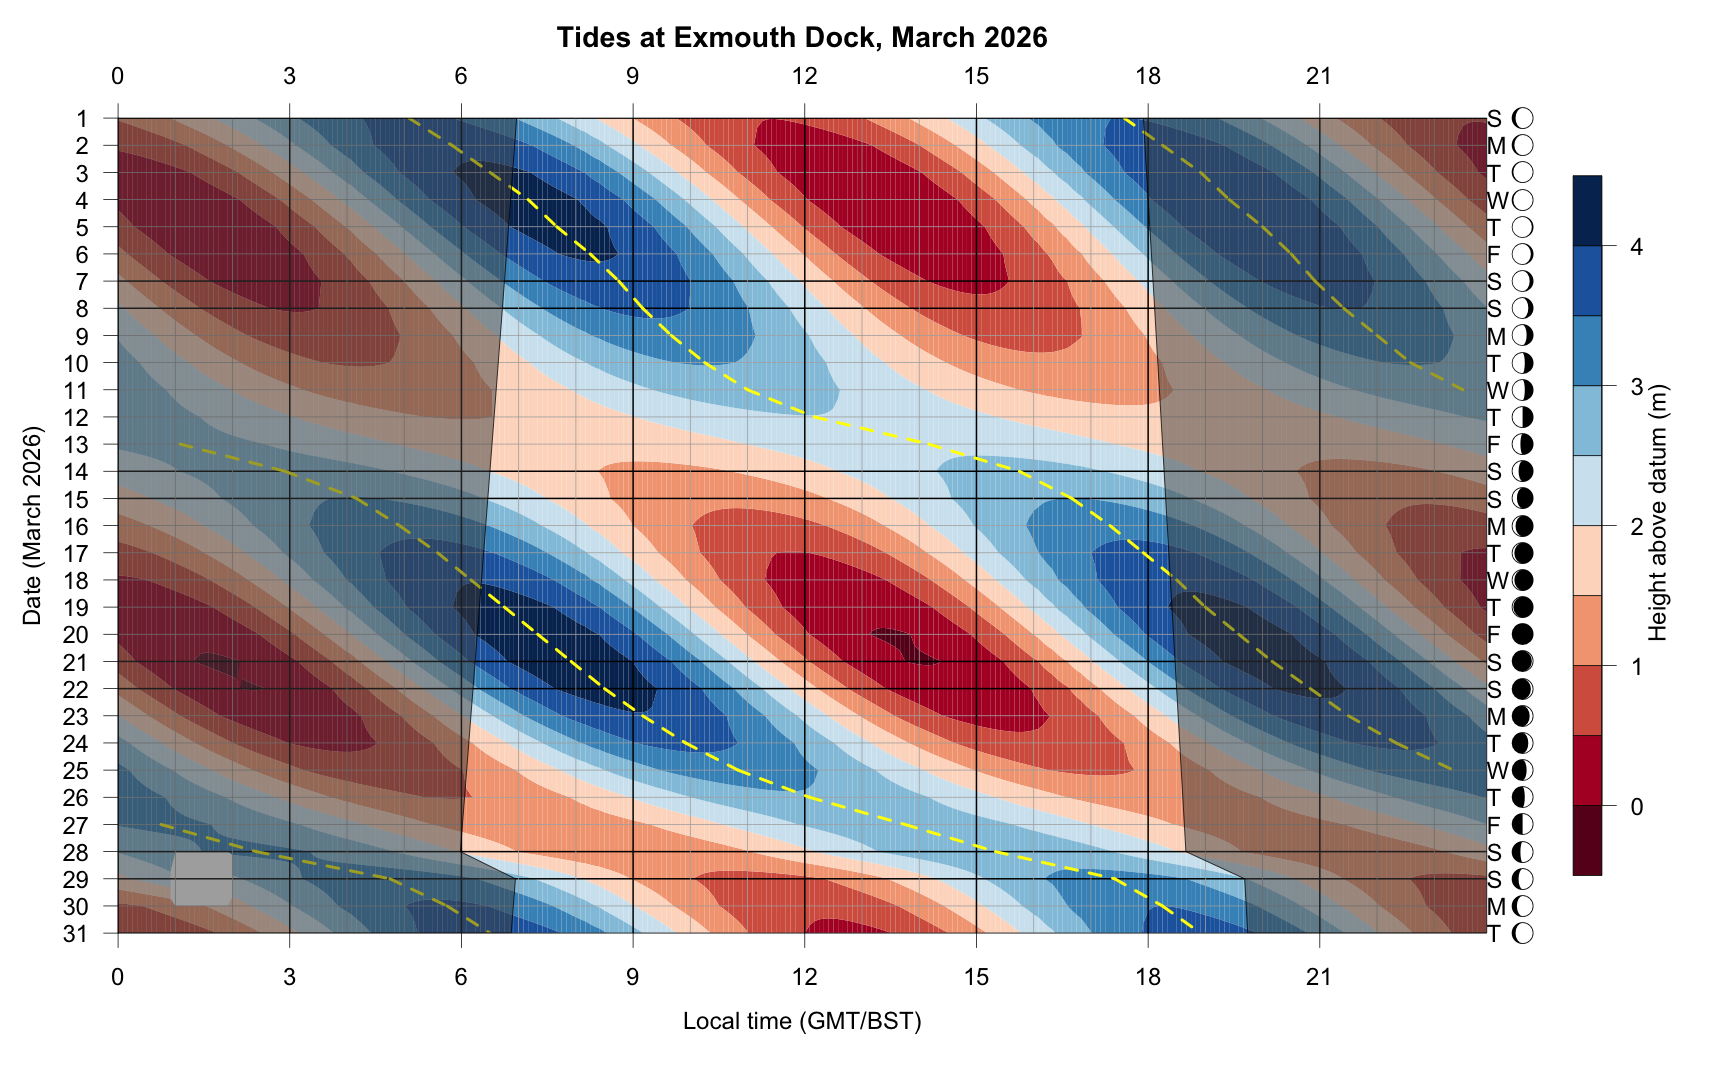 Tides at Exmouth Dock, March 2026
0 3 6 9 12 15 18 21
1 S
2 M
3 T
4 W
5 T
6 F
7 S
8 S
9 M
10 T
11 W
12 T
13 F
14 S
15 S
16 M
17 T
18 W
19 T
20 F
21 S
22 S
23 M
24 T
25 W
26 T
27 F
28 S
29 S
30 M
31 T
0 3 6 9 12 15 18 21
Local time (GMT/BST)
Date (March 2026)
4
3
2
1
0
Height above datum (m)